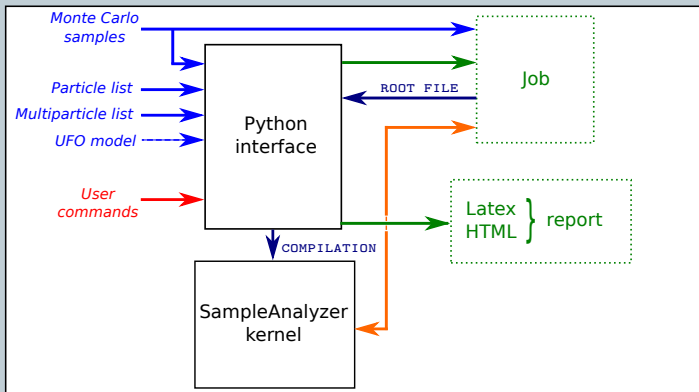 Monte Carlo
samples
Particle list
Multiparticle list
UFO model
User
commands
Python
interface
ROOT FILE
Job
COMPILATION
Latex
HTML } report
SampleAnalyzer
kernel